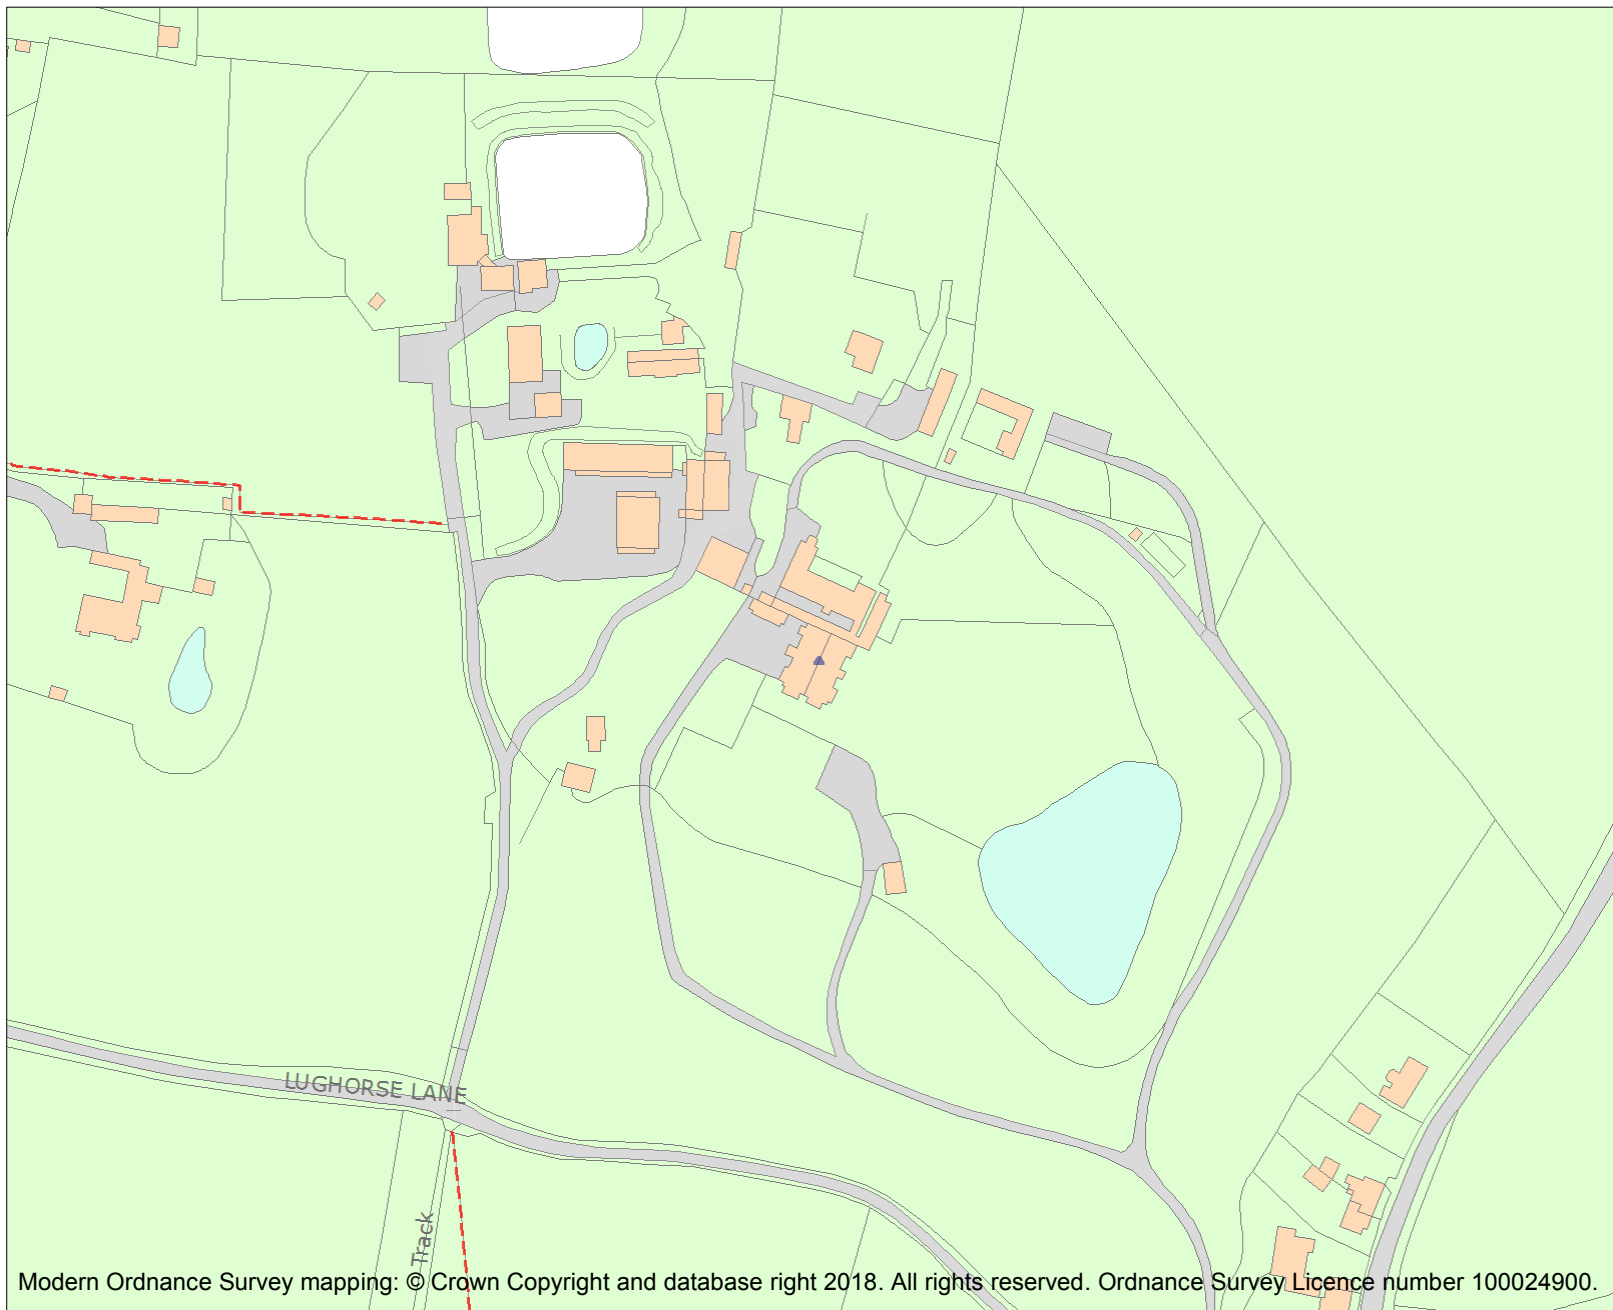 LUGHORSE LANE
Track
Modern Ordnance Survey mapping: © Crown Copyright and database right 2018. All rights reserved. Ordnance Survey Licence number 100024900.